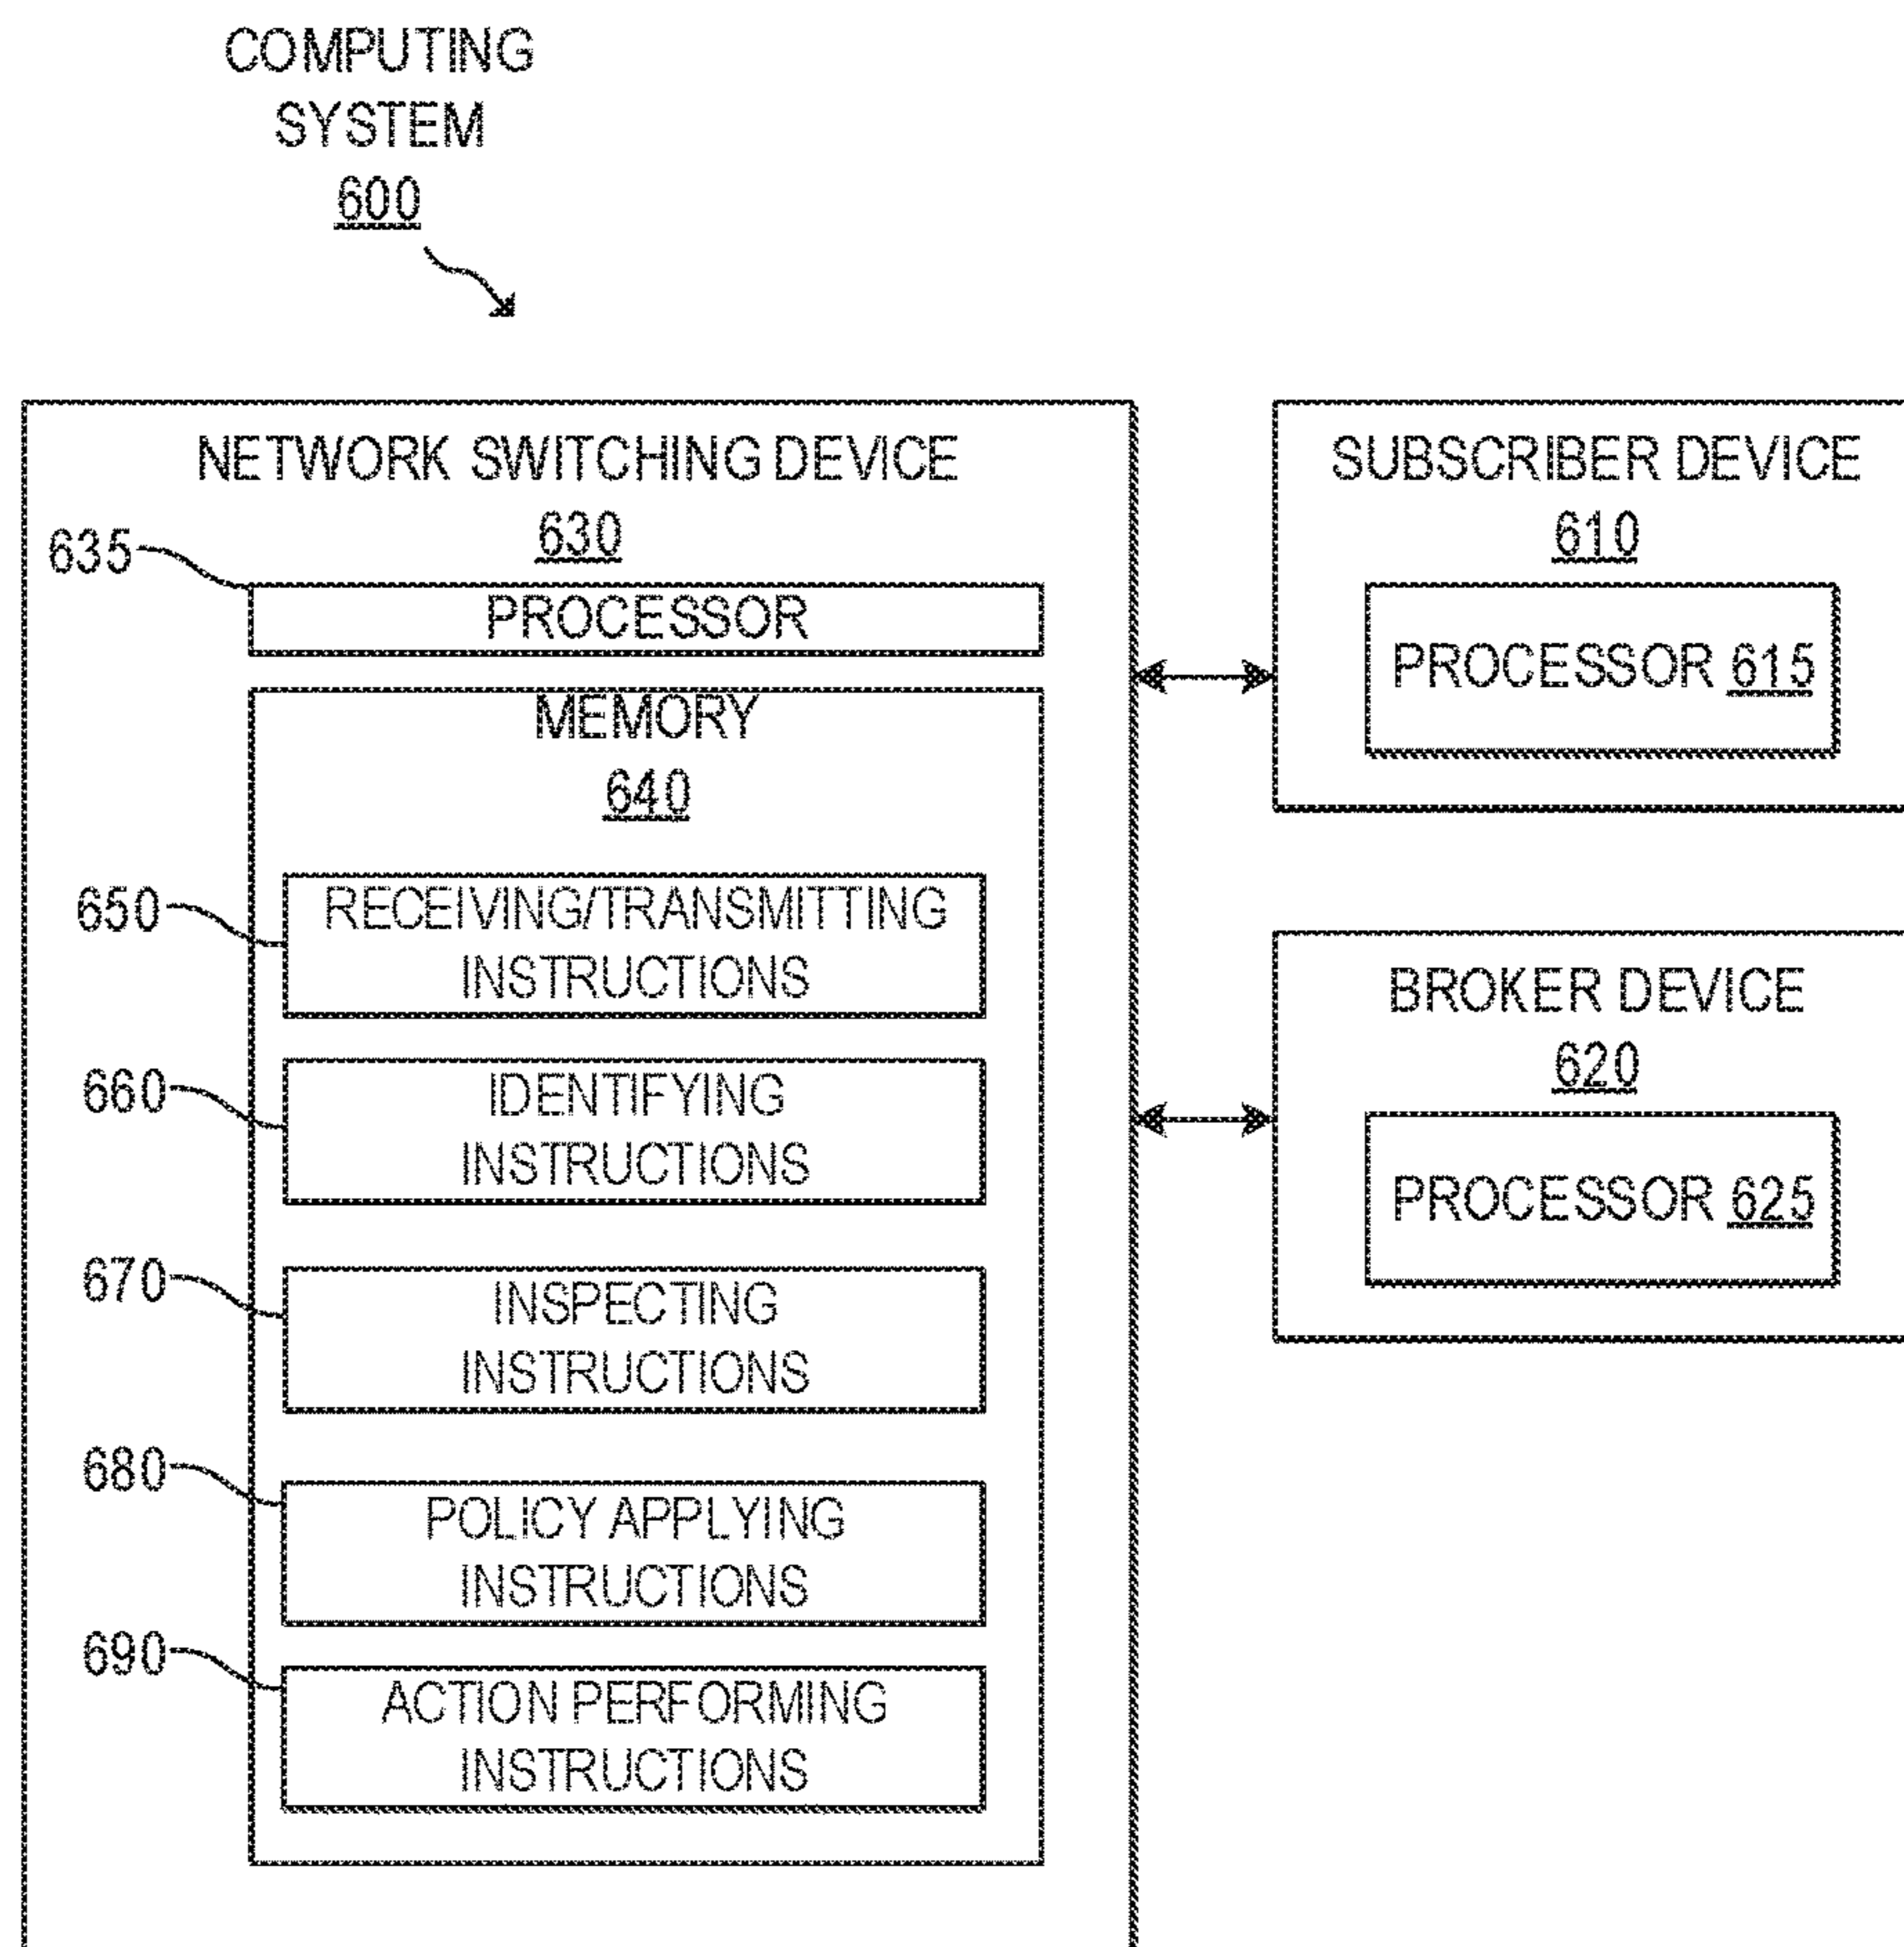 COMPUTING
SYSTEM
600
NETWORK SWITCHING DEVICE
630
635
PROCESSOR
MEMORY
640
650
RECEIVING/TRANSMITTING
INSTRUCTIONS
660
IDENTIFYING
INSTRUCTIONS
670
INSPECTING
INSTRUCTIONS
680
POLICY APPLYING
INSTRUCTIONS
690
ACTION PERFORMING
INSTRUCTIONS
SUBSCRIBER DEVICE
610
PROCESSOR 615
BROKER DEVICE
620
PROCESSOR 625